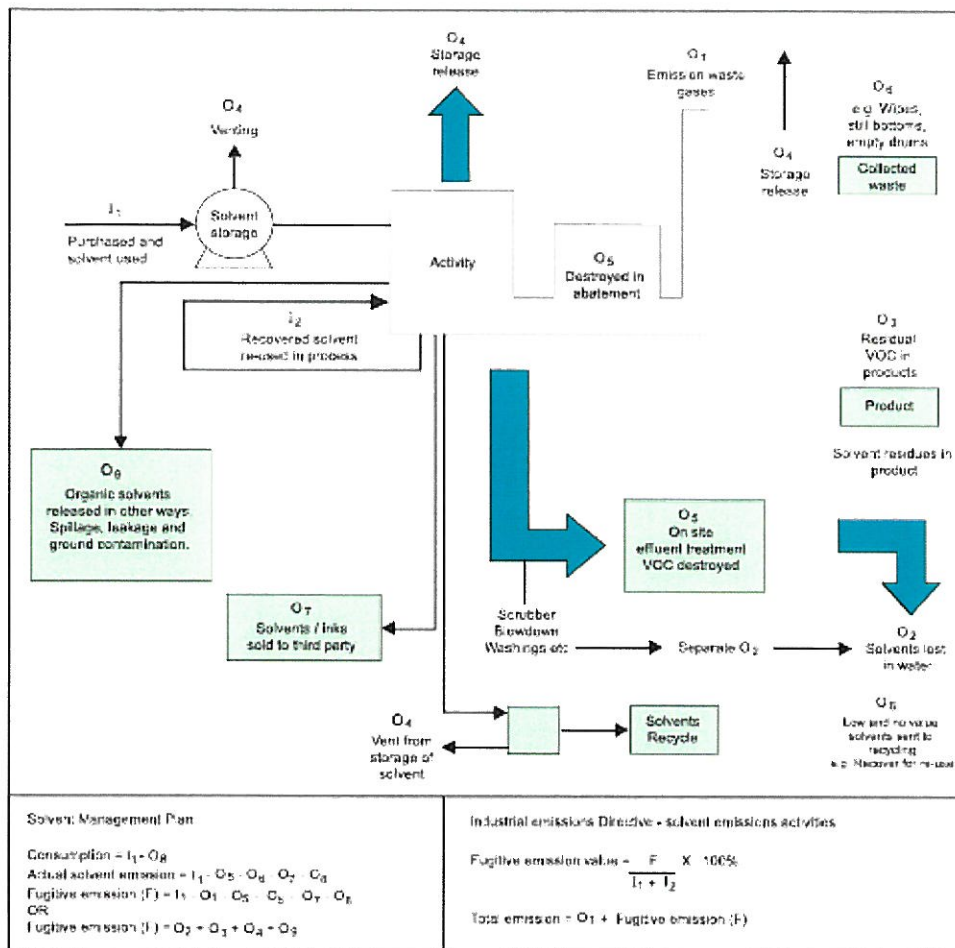 O4
Storage
release
O1
Emission waste
gases
O6
e.g. Wipes,
still bottoms,
empty drums
O4
Venting
O4
Storage
release
Collected
waste
I1
Solvent
storage
Purchased and
solvent used
Activity
O5
Destroyed in
abatement
I2
Recovered solvent
re-used in process
O3
Residual
VOC in
products
Product
Solvent residues in
product
Organic solvents
released in other ways.
Spillage, leakage and
ground contamination.
O5
On site
effluent treatment
VOC destroyed
O7
Solvents / inks
sold to third party
Scrubber
Blowdown
Washings etc
Separate O2
O2
Solvents lost
in water
O4
Vent from
storage of
solvent
Solvents
Recycle
Low and no value
solvents sent to
recycling
e.g. Recover for re-use
Solvent Management Plan
Consumption = I1 - O8
Actual solvent emission = I1 - O5 - O6 - O7 - O8
Fugitive emission (F) = I1 - O1 - O5 - O6 - O7 - O8
OR
Fugitive emission (F) = O2 + O3 + O4 + O9
Industrial emissions Directive - solvent emissions activities
Fugitive emission value = F X 100%
I1 + I2
Total emission = O1 + Fugitive emission (F)